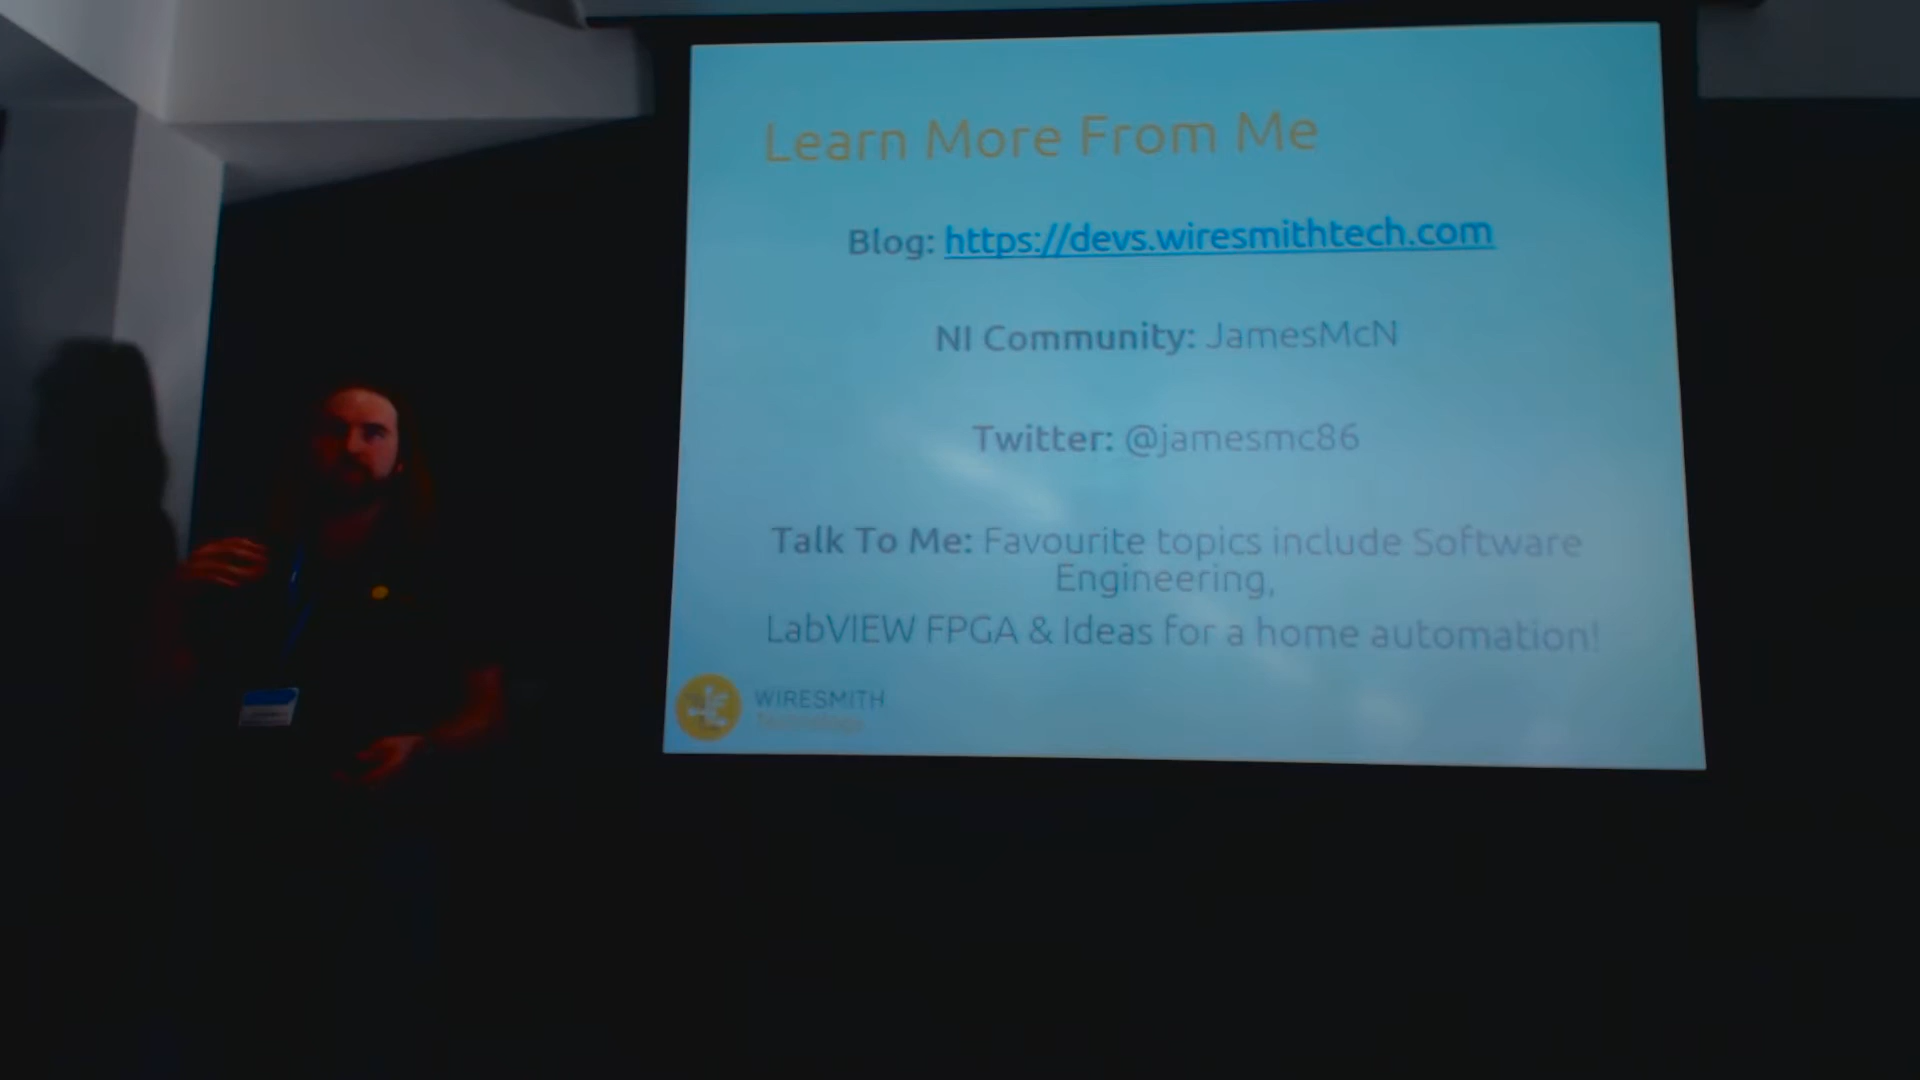 Learn More From Me
Blog: https://devs.wiresmithtech.com
NI Community: JamesMcN
Twitter: @jamesmc86
Talk To Me: Favourite topics include Software
Engineering,
LabVIEW FPGA & Ideas for a home automation!
WIRESMITH
Technology